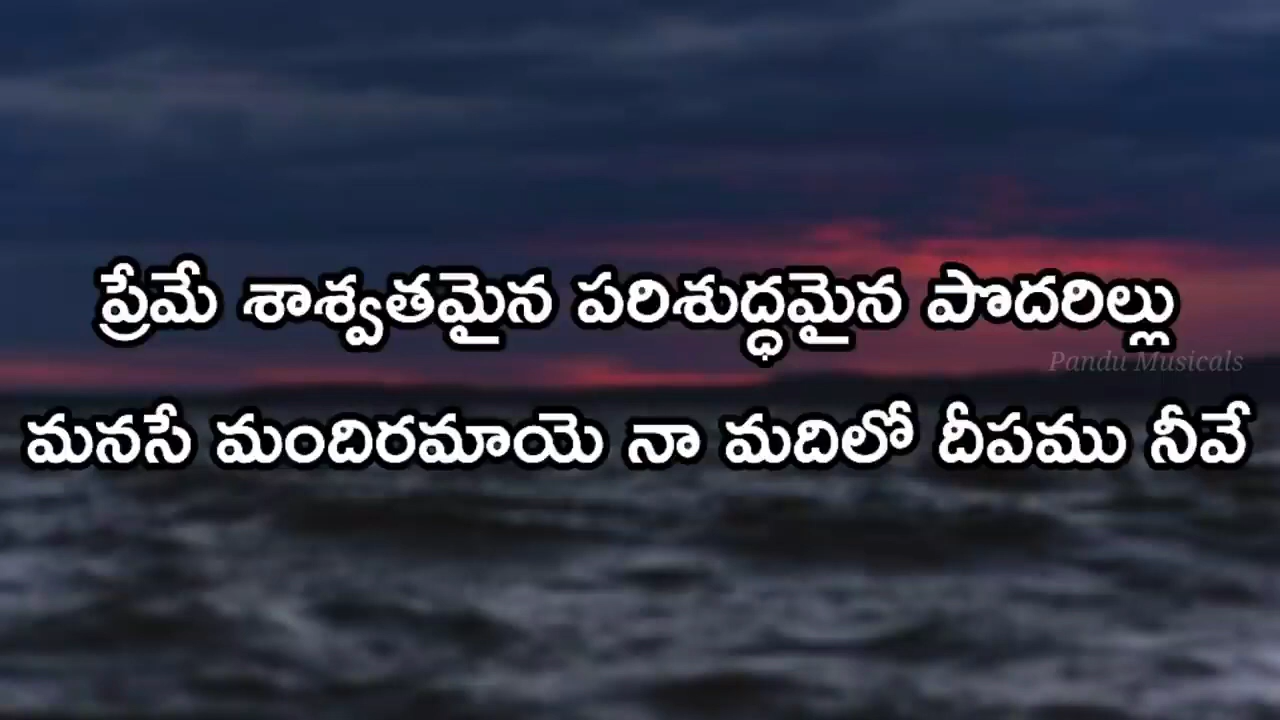 ప్రేమే శాశ్వతమైన పరిశుద్ధమైన పొదరిల్లు
Pandu Musicals
మనసే మందిరమాయె నా మదిలో దీపము నీవే